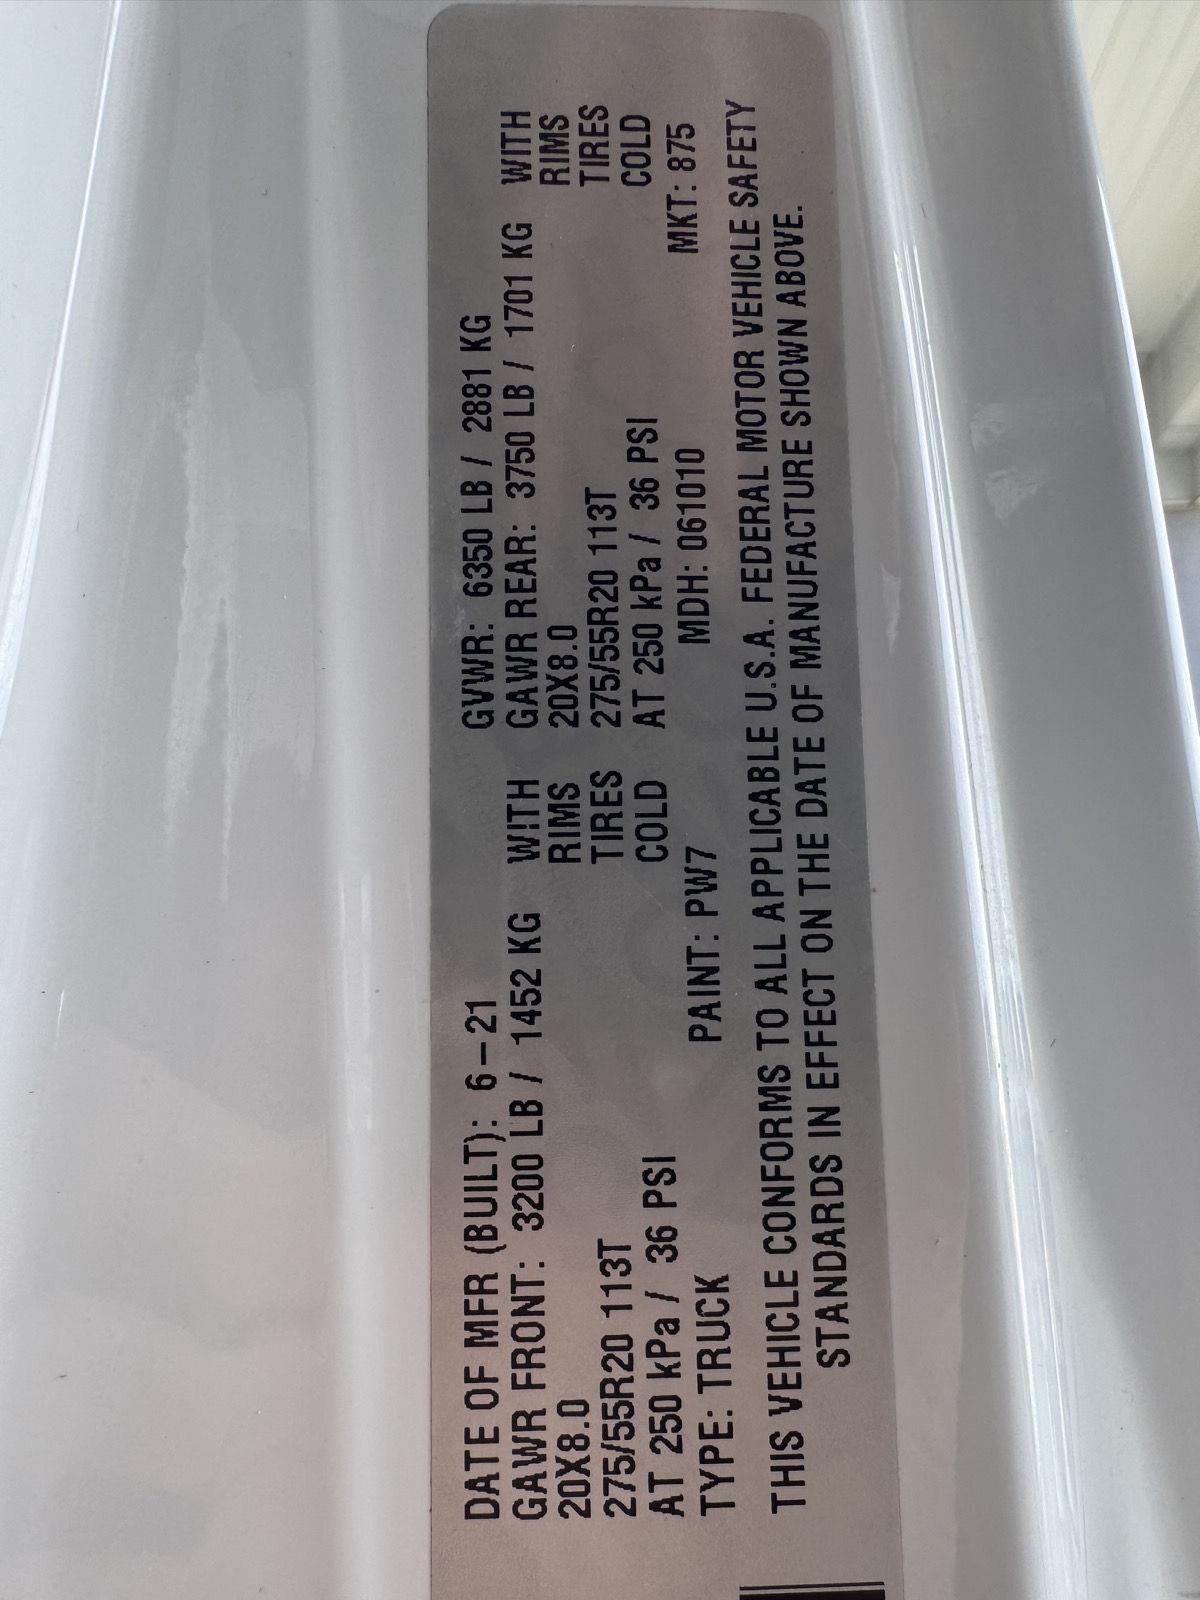 DATE OF MFR (BUILT): 6-21 GVWR: 6350 LB / 2881 KG
GAWR FRONT: 3200 LB / 1452 KG WITH GAWR REAR: 3750 LB / 1701 KG WITH
20X8.0 RIMS 20X8.0 RIMS
275/55R20 113T TIRES 275/55R20 113T TIRES
AT 250 kPa / 36 PSI COLD AT 250 kPa / 36 PSI COLD
TYPE: TRUCK PAINT: PW7 MDH: 061010 MKT: 875
THIS VEHICLE CONFORMS TO ALL APPLICABLE U.S.A. FEDERAL MOTOR VEHICLE SAFETY
STANDARDS IN EFFECT ON THE DATE OF MANUFACTURE SHOWN ABOVE.